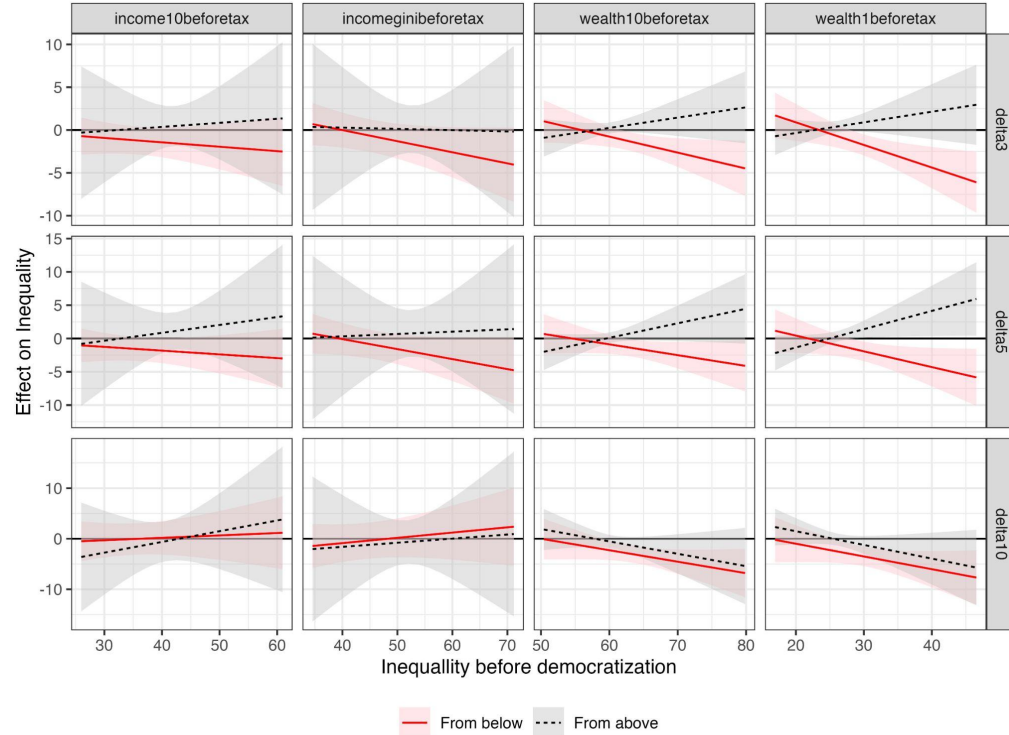 income10beforetax incomeginibeforetax wealth10beforetax wealth1beforetax
10
5
0
-5
-10
delta3
15
10
5
0
-5
-10
delta5
10
0
-10
delta10
Effect on Inequality
30 40 50 60 40 50 60 70 50 60 70 80 20 30 40
Inequallity before democratization
From below From above